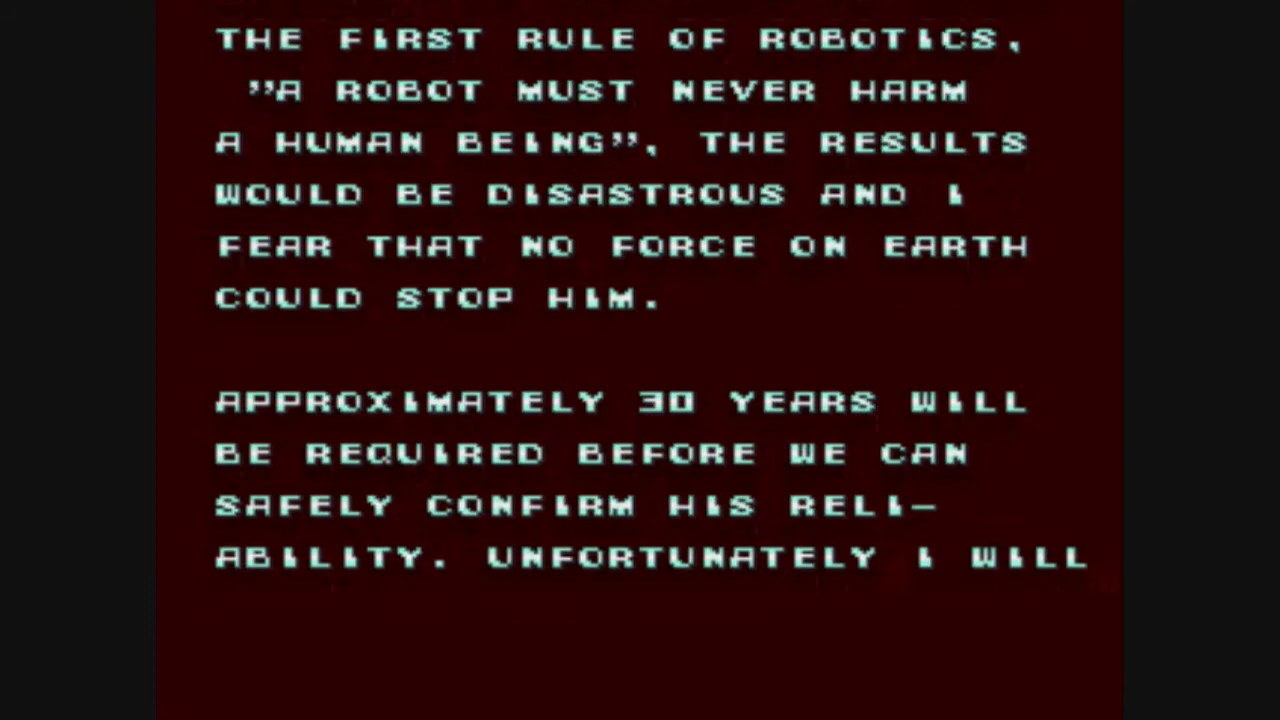 THE FIRST RULE OF ROBOTICS,
”A ROBOT MUST NEVER HARM
A HUMAN BEING”, THE RESULTS
WOULD BE DISASTROUS AND I
FEAR THAT NO FORCE ON EARTH
COULD STOP HIM.
APPROXIMATELY 30 YEARS WILL
BE REQUIRED BEFORE WE CAN
SAFELY CONFIRM HIS RELI-
ABILITY. UNFORTUNATELY I WILL